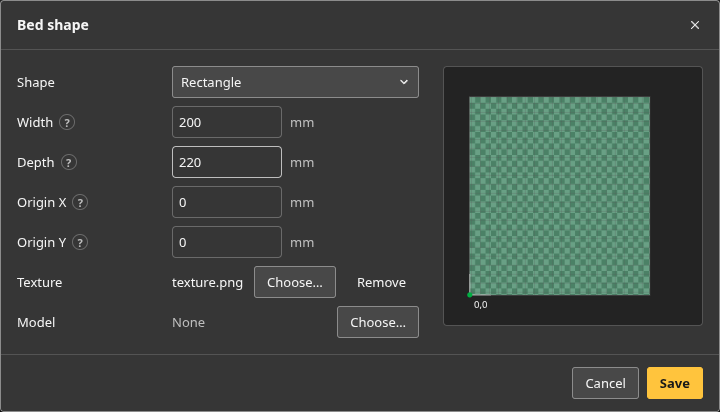 Bed shape
Shape Rectangle
Width ? 200 mm
Depth ? 220 mm
Origin X ? 0 mm
Origin Y ? 0 mm
Texture texture.png Choose... Remove
Model None Choose...
0,0
Cancel Save